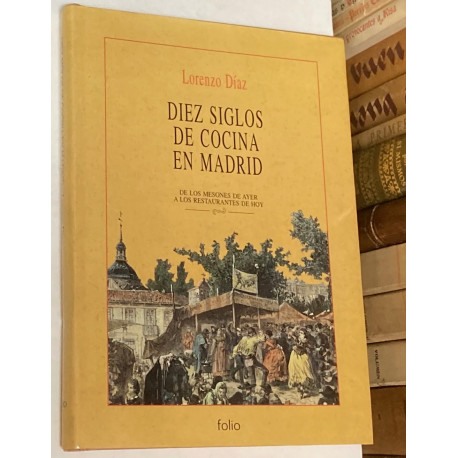 Lorenzo Díaz
DIEZ SIGLOS
DE COCINA
EN MADRID
DE LOS MESONES DE AYER
A LOS RESTAURANTES DE HOY
folio